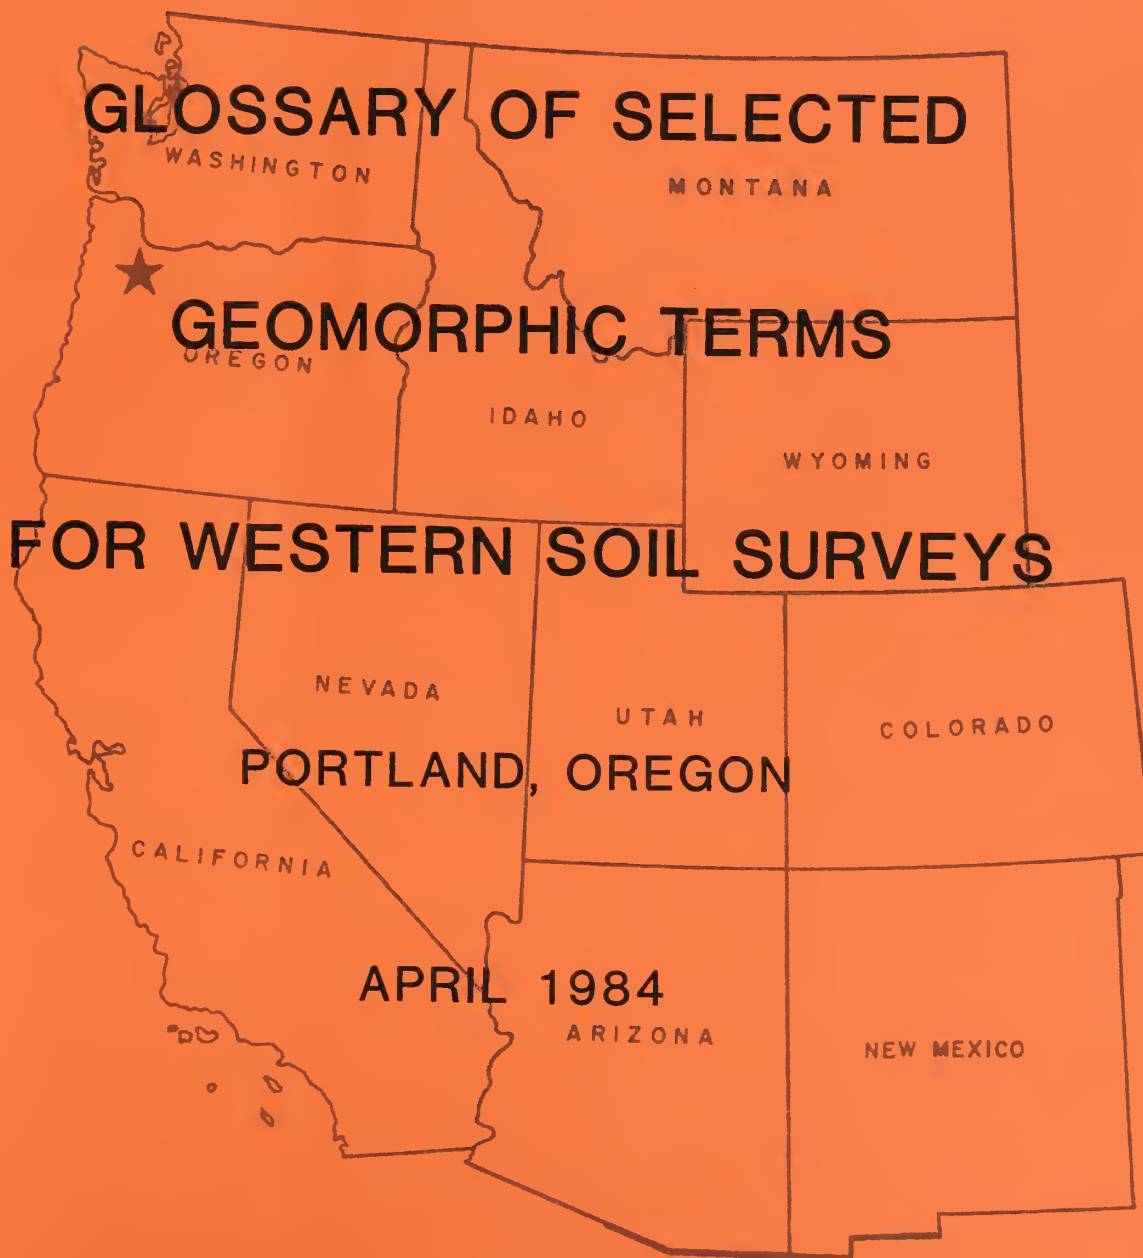 GLOSSARY OF SELECTED
WASHINGTON
MONTANA
GEOMORPHIC TERMS
OREGON
IDAHO
WYOMING
FOR WESTERN SOIL SURVEYS
NEVADA
UTAH
COLORADO
PORTLAND, OREGON
CALIFORNIA
APRIL 1984
ARIZONA
NEW MEXICO